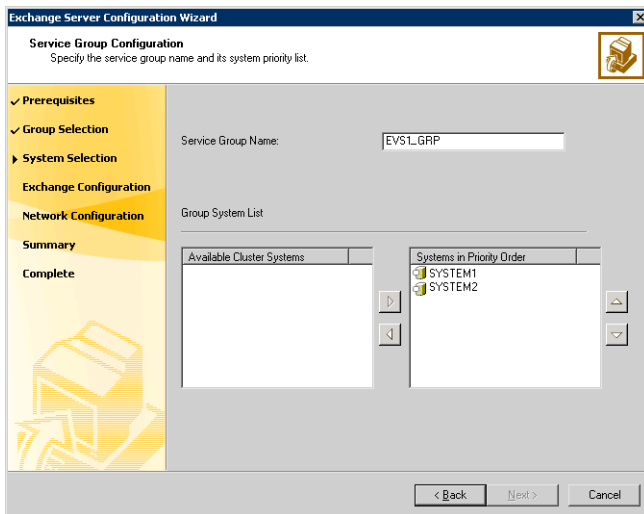 Exchange Server Configuration Wizard
Service Group Configuration
Specify the service group name and its system priority list.
Prerequisites
Group Selection
System Selection
Exchange Configuration
Network Configuration
Summary
Complete
Service Group Name:
EVS1_GRP
Group System List
Available Cluster Systems
Systems in Priority Order
SYSTEM1
SYSTEM2
< Back
Next >
Cancel